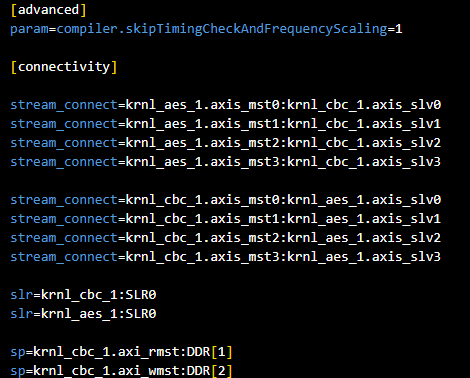 [advanced]
param=compiler.skipTimingCheckAndFrequencyScaling=1
[connectivity]
stream_connect=krnl_aes_1.axis_mst0:krnl_cbc_1.axis_slv0
stream_connect=krnl_aes_1.axis_mst1:krnl_cbc_1.axis_slv1
stream_connect=krnl_aes_1.axis_mst2:krnl_cbc_1.axis_slv2
stream_connect=krnl_aes_1.axis_mst3:krnl_cbc_1.axis_slv3
stream_connect=krnl_cbc_1.axis_mst0:krnl_aes_1.axis_slv0
stream_connect=krnl_cbc_1.axis_mst1:krnl_aes_1.axis_slv1
stream_connect=krnl_cbc_1.axis_mst2:krnl_aes_1.axis_slv2
stream_connect=krnl_cbc_1.axis_mst3:krnl_aes_1.axis_slv3
slr=krnl_cbc_1:SLR0
slr=krnl_aes_1:SLR0
sp=krnl_cbc_1.axi_rmst:DDR[1]
sp=krnl_cbc_1.axi_wmst:DDR[2]